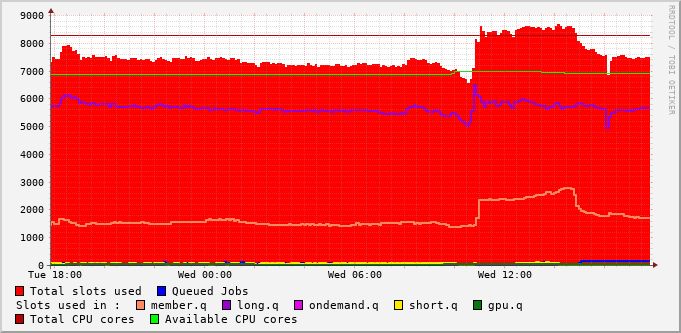 9000
8000
7000
6000
5000
4000
3000
2000
1000
0
Tue 18:00 Wed 00:00 Wed 06:00 Wed 12:00
Total slots used Queued Jobs
Slots used in : member.q long.q ondemand.q short.q gpu.q
Total CPU cores Available CPU cores
RRDTOOL / TOBI OETIKER